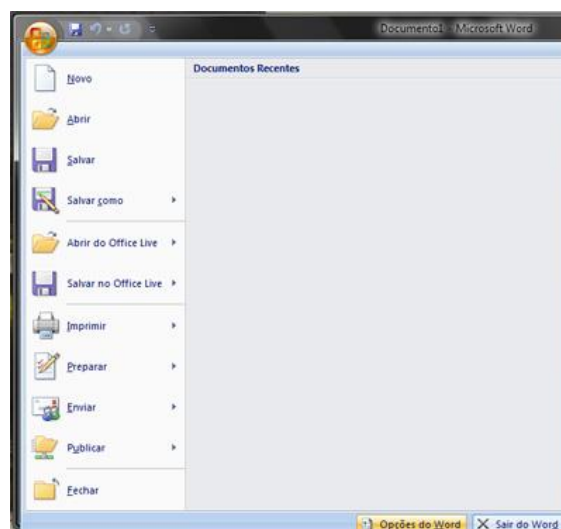 Documento1 - Microsoft Word
Documentos Recentes
Novo
Abrir
Salvar
Salvar como
Abrir do Office Live
Salvar no Office Live
Imprimir
Preparar
Enviar
Publicar
Fechar
Opções do Word
Sair do Word